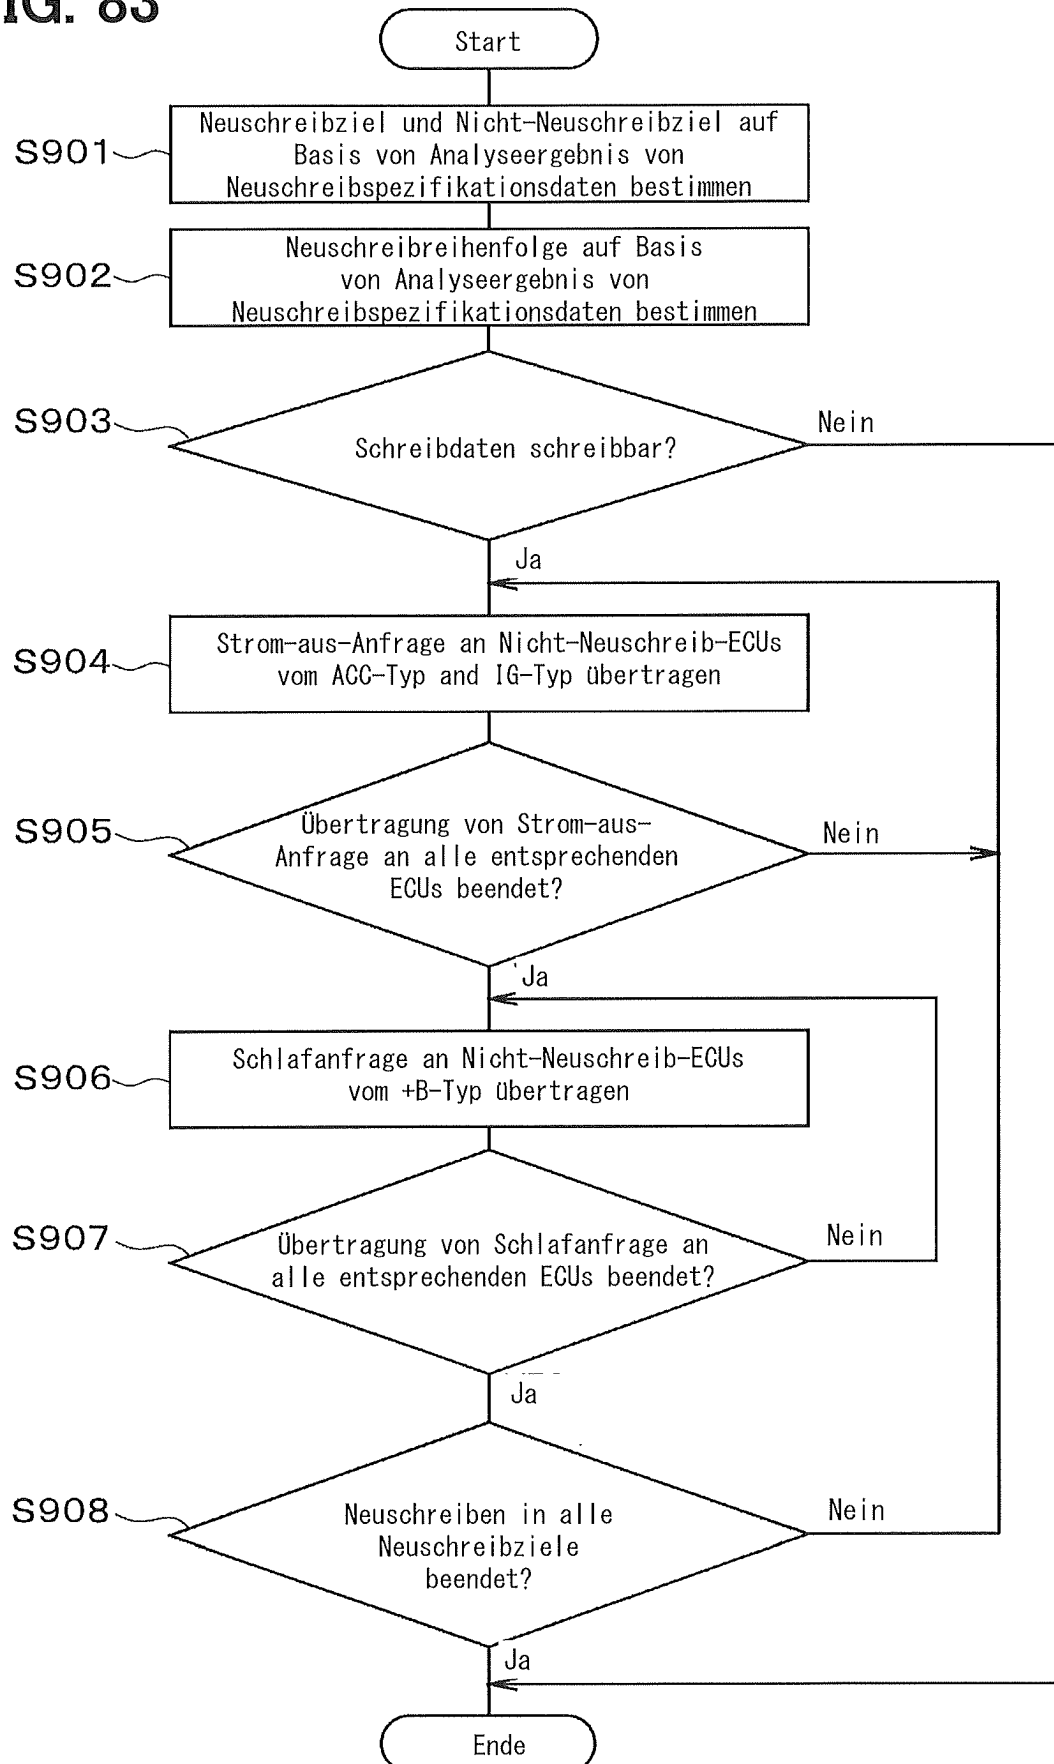 IG. 83
Start
S901
Neuschreibziel und Nicht-Neuschreibziel auf
Basis von Analyseergebnis von
Neuschreibspezifikationsdaten bestimmen
S902
Neuschreibreihenfolge auf Basis
von Analyseergebnis von
Neuschreibspezifikationsdaten bestimmen
S903
Schreibdaten schreibbar?
Nein
Ja
S904
Strom-aus-Anfrage an Nicht-Neuschreib-ECUs
vom ACC-Typ and IG-Typ übertragen
S905
Übertragung von Strom-aus-
Anfrage an alle entsprechenden
ECUs beendet?
Nein
Ja
S906
Schlafanfrage an Nicht-Neuschreib-ECUs
vom +B-Typ übertragen
S907
Übertragung von Schlafanfrage an
alle entsprechenden ECUs beendet?
Nein
Ja
S908
Neuschreiben in alle
Neuschreibziele
beendet?
Nein
Ja
Ende